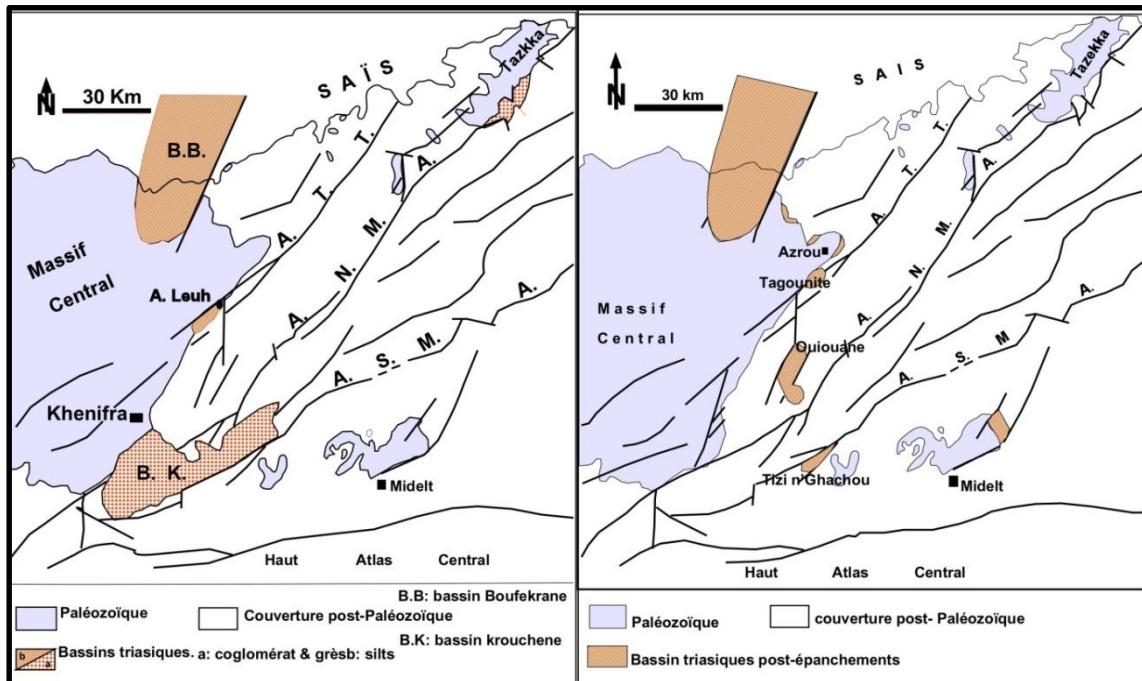 N
30 Km
SAÏS
Tazkka
B.B.
A. T. T.
A. A. N. M. A.
Massif
Central
A. Leuh
A. S. M. A.
Khenifra
B. K.
Midelt
Haut Atlas Central
B.B: bassin Boufekrane
Paléozoïque
Couverture post-Paléozoïque
B.K: bassin krouchene
b
a
Bassins triasiques. a: coglomérat & grèsb: silts
N
30 km
SAIS
Tazekka
A. T. T.
A. A. N. M. A.
Azrou
Tagounite
Massif
Central
Ouiouane
A. S. M A.
Tizi n'Ghachou
Midelt
Haut Atlas Central
Paléozoïque
couverture post- Paléozoïque
Bassin triasiques post-épanchements